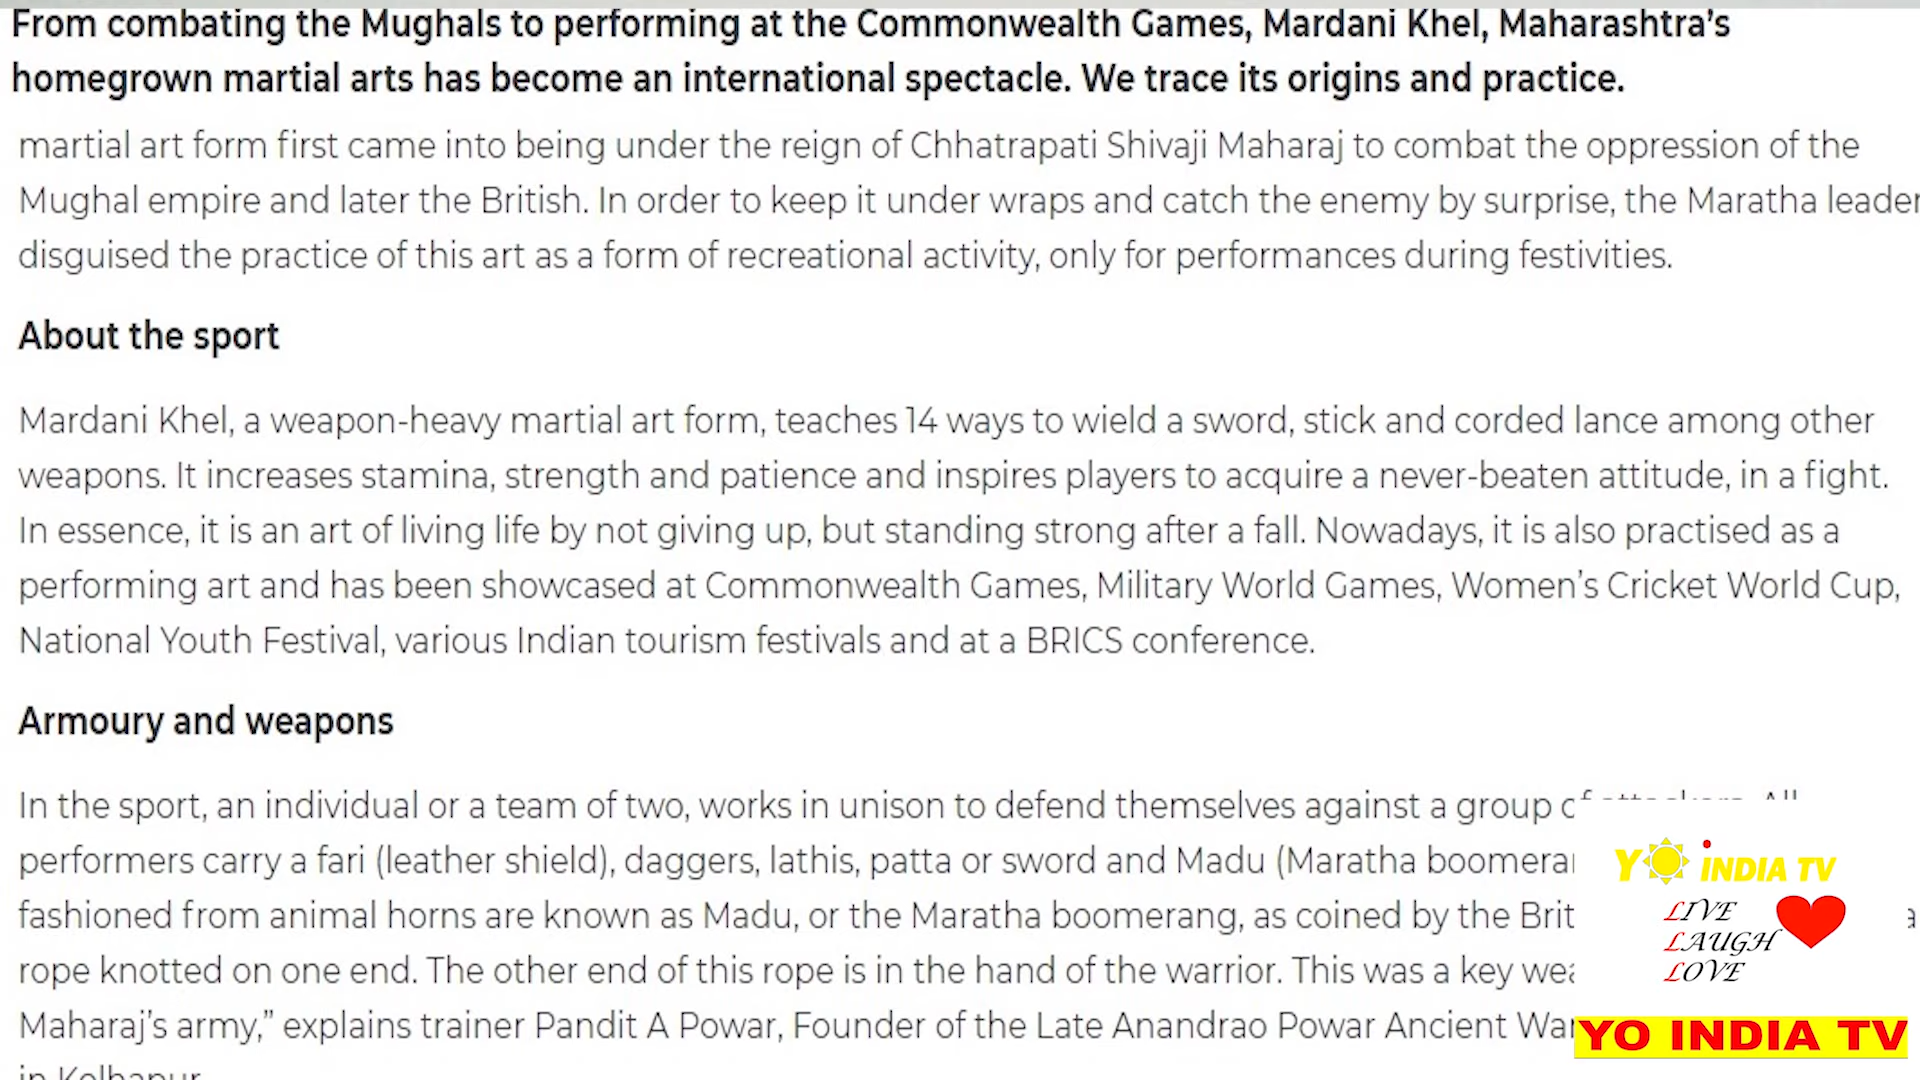 From combating the Mughals to performing at the Commonwealth Games, Mardani Khel, Maharashtra’s
homegrown martial arts has become an international spectacle. We trace its origins and practice.
martial art form first came into being under the reign of Chhatrapati Shivaji Maharaj to combat the oppression of the
Mughal empire and later the British. In order to keep it under wraps and catch the enemy by surprise, the Maratha leader
disguised the practice of this art as a form of recreational activity, only for performances during festivities.
About the sport
Mardani Khel, a weapon-heavy martial art form, teaches 14 ways to wield a sword, stick and corded lance among other
weapons. It increases stamina, strength and patience and inspires players to acquire a never-beaten attitude, in a fight.
In essence, it is an art of living life by not giving up, but standing strong after a fall. Nowadays, it is also practised as a
performing art and has been showcased at Commonwealth Games, Military World Games, Women’s Cricket World Cup,
National Youth Festival, various Indian tourism festivals and at a BRICS conference.
Armoury and weapons
In the sport, an individual or a team of two, works in unison to defend themselves against a group
performers carry a fari (leather shield), daggers, lathis, patta or sword and Madu (Maratha
fashioned from animal horns are known as Madu, or the Maratha boomerang, as coined by the
rope knotted on one end. The other end of this rope is in the hand of the warrior. This was a key
Maharaj’s army,” explains trainer Pandit A Powar, Founder of the Late Anandrao Powar Ancient
YO INDIA TV
LIVE
LAUGH
LOVE
YO INDIA TV